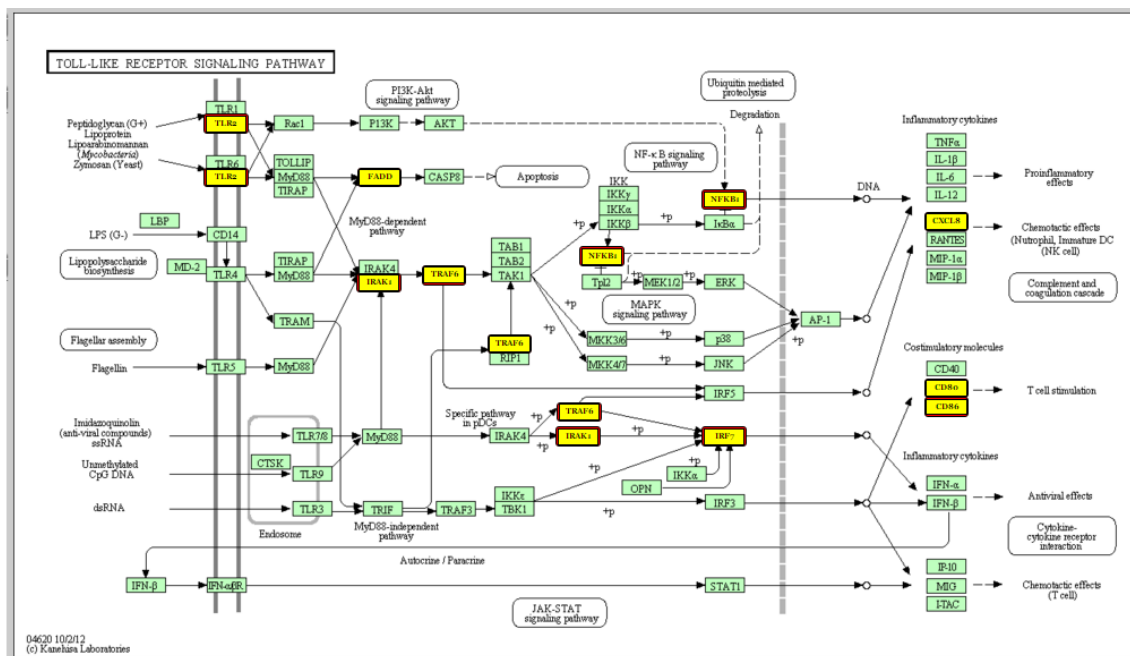 TOLL-LIKE RECEPTOR SIGNALING PATHWAY
PI3K-Akt
signaling pathway
Ubiquitin mediated
proteolysis
Degradation
Peptidoglycan (G+)
Lipoprotein
Lipoarabinomannan
(Mycobacteria)
Zymosan (Yeast)
TLR1
TLR2
Rac1
PI3K
AKT
TLR6
TLR2
TOLLIP
MyD88
TIRAP
FADD
CASP8
Apoptosis
MyD88-dependent
pathway
NF-κ B signaling
pathway
IKK
IKKγ
IKKα
IKKβ
+p
+p
NFKB1
IκBα
DNA
Inflammatory cytokines
TNFα
IL-1β
IL-6
IL-12
Proinflammatory
effects
CXCL8
RANTES
MIP-1α
MIP-1β
Chemotactic effects
(Nutrophil, Immature DC
(NK cell)
Complement and
coagulation cascade
LBP
LPS (G-)
CD14
Lipopolysaccharide
biosynthesis
MD-2
TLR4
TIRAP
MyD88
IRAK4
IRAK1
TRAF6
TAB1
TAB2
TAK1
NFKB1
Tpl2
+p
MEK1/2
+p
ERK
MAPK
signaling pathway
TRAM
Flagellar assembly
Flagellin
TLR5
MyD88
TRAF6
RIP1
+p
+p
+p
MKK3/6
+p
p38
MKK4/7
+p
JNK
AP-1
+p
IRF5
Costimulatory molecules
CD40
CD80
CD86
T cell stimulation
Imidazoquinolin
(anti-viral compounds)
ssRNA
TLR7/8
MyD88
Specific pathway
in pDCs
IRAK4
+p
+p
TRAF6
IRAK1
IRF7
Unmethylated
CpG DNA
CTSK
TLR9
+p
IKKα
+p
OPN
Inflammatory cytokines
IFN-α
IFN-β
Antiviral effects
dsRNA
TLR3
Endosome
TRIF
TRAF3
IKKε
TBK1
+p
IRF3
MyD88-independent
pathway
Cytokine-
cytokine receptor
interaction
Autocrine / Paracrine
IFN-β
IFN-αβR
STAT1
IP-10
MIG
I-TAC
Chemotactic effects
(T cell)
JAK-STAT
signaling pathway
04620 10/2/12
(c) Kanehisa Laboratories